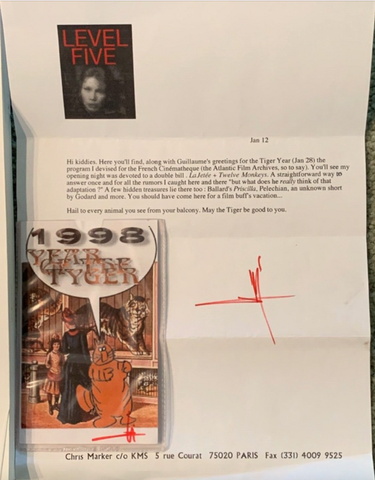 LEVEL
FIVE
Jan 12
Hi kiddies. Here you'll find, along with Guillaume's greetings for the Tiger Year (Jan 28) the
program I devised for the French Cinémathèque (the Atlantic Film Archives, so to say). You'll see my
opening night was devoted to a double bill : La Jetée + Twelve Monkeys. A straightforward way to
answer once and for all the rumors I caught here and there "but what does he really think of that
adaptation !" A few hidden treasures lie there too : Ballard's Priscilla, Pelechian, an unknown short
by Godard and more. You should have come here for a film buff's vacation...
Hail to every animal you see from your balcony. May the Tiger be good to you.
1998
YEAR
OF THE
TYGER
Chris Marker c/o KMS 5 rue Courat 75020 PARIS Fax (331) 4009 9525